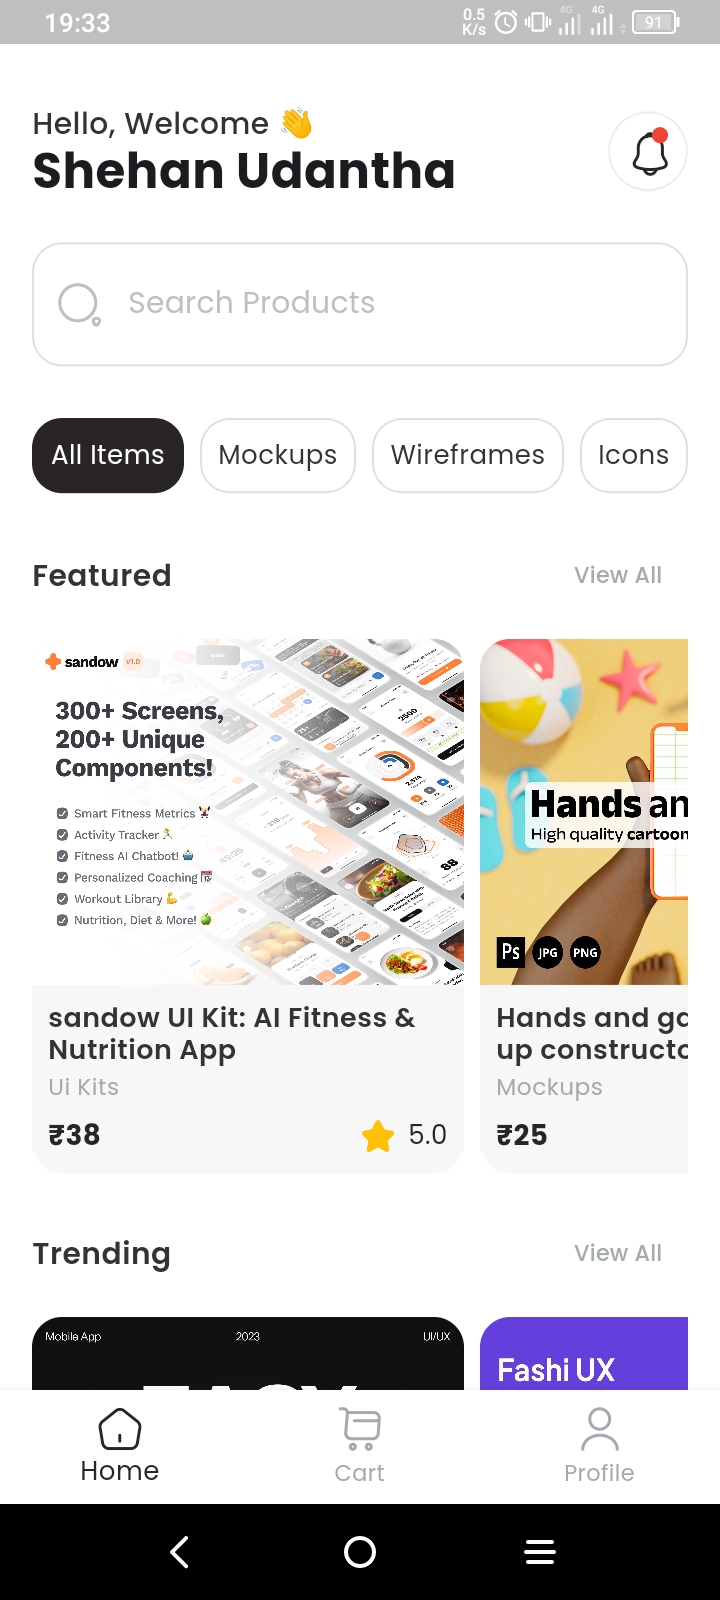 19:33
0.5
K/s
4G
4G
91
Hello, Welcome 👋
Shehan Udantha
Search Products
All Items
Mockups
Wireframes
Icons
Featured
View All
sandow v1.0
300+ Screens,
200+ Unique
Components!
Smart Fitness Metrics 🏋️
Activity Tracker 🏃
Fitness AI Chatbot! 🤖
Personalized Coaching 📅
Workout Library 💪
Nutrition, Diet & More! 🍏
2500
88
Hands an
High quality cartoon
Ps
JPG
PNG
sandow UI Kit: AI Fitness &
Nutrition App
Ui Kits
₹38
5.0
Hands and ga
up constructo
Mockups
₹25
Trending
View All
Mobile App
2023
UI/UX
Fashi UX
Home
Cart
Profile